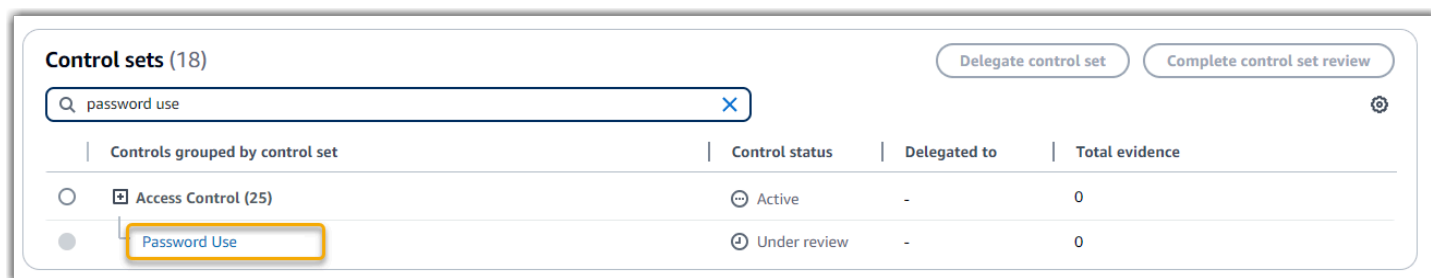 Control sets (18)
Delegate control set
Complete control set review
password use
Controls grouped by control set
Control status
Delegated to
Total evidence
Access Control (25)
Active
-
0
Password Use
Under review
-
0